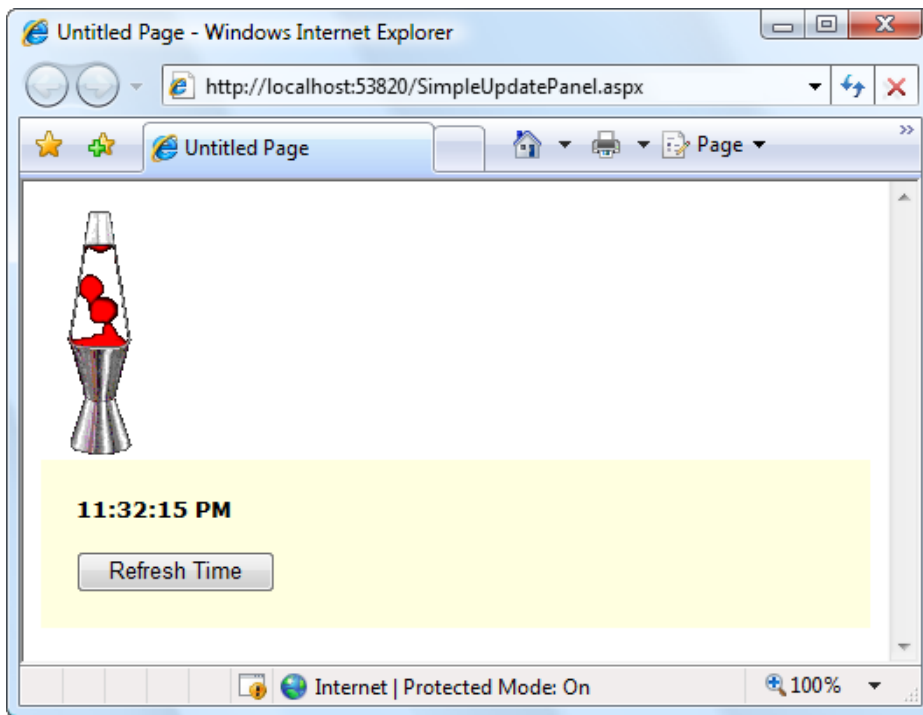 Untitled Page - Windows Internet Explorer
http://localhost:53820/SimpleUpdatePanel.aspx
Untitled Page
Page
11:32:15 PM
Refresh Time
Internet | Protected Mode: On
100%